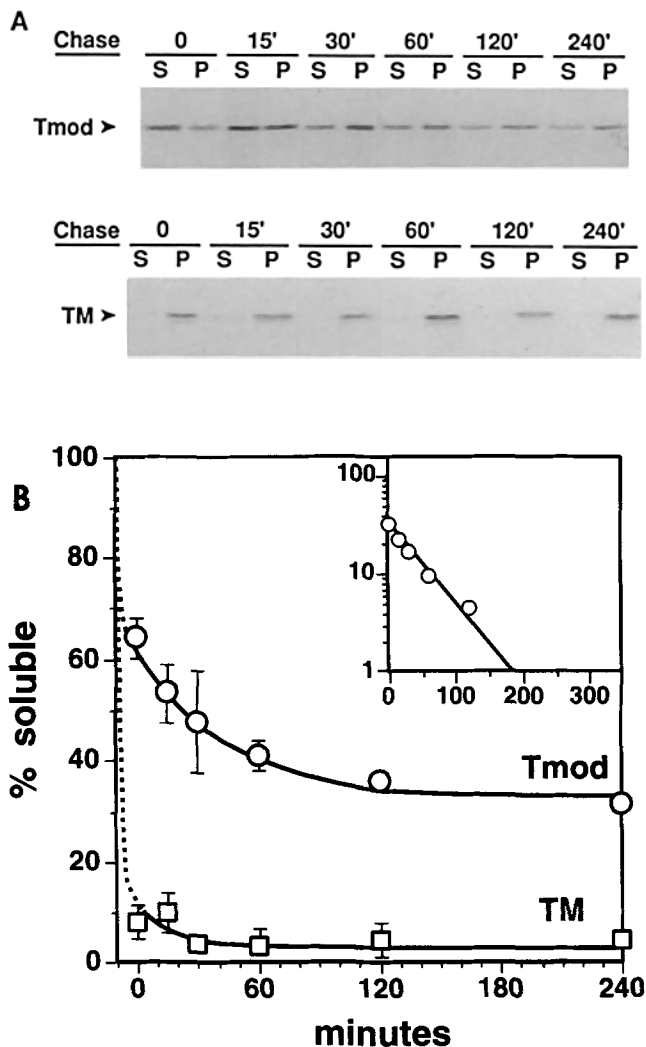 A
Chase 0 15' 30' 60' 120' 240'
S P S P S P S P S P S P
Tmod ➤
Chase 0 15' 30' 60' 120' 240'
S P S P S P S P S P S P
TM ➤
B
100
80
60
40
20
0
% soluble
100
10
1
0 100 200 300
Tmod
TM
0 60 120 180 240
minutes